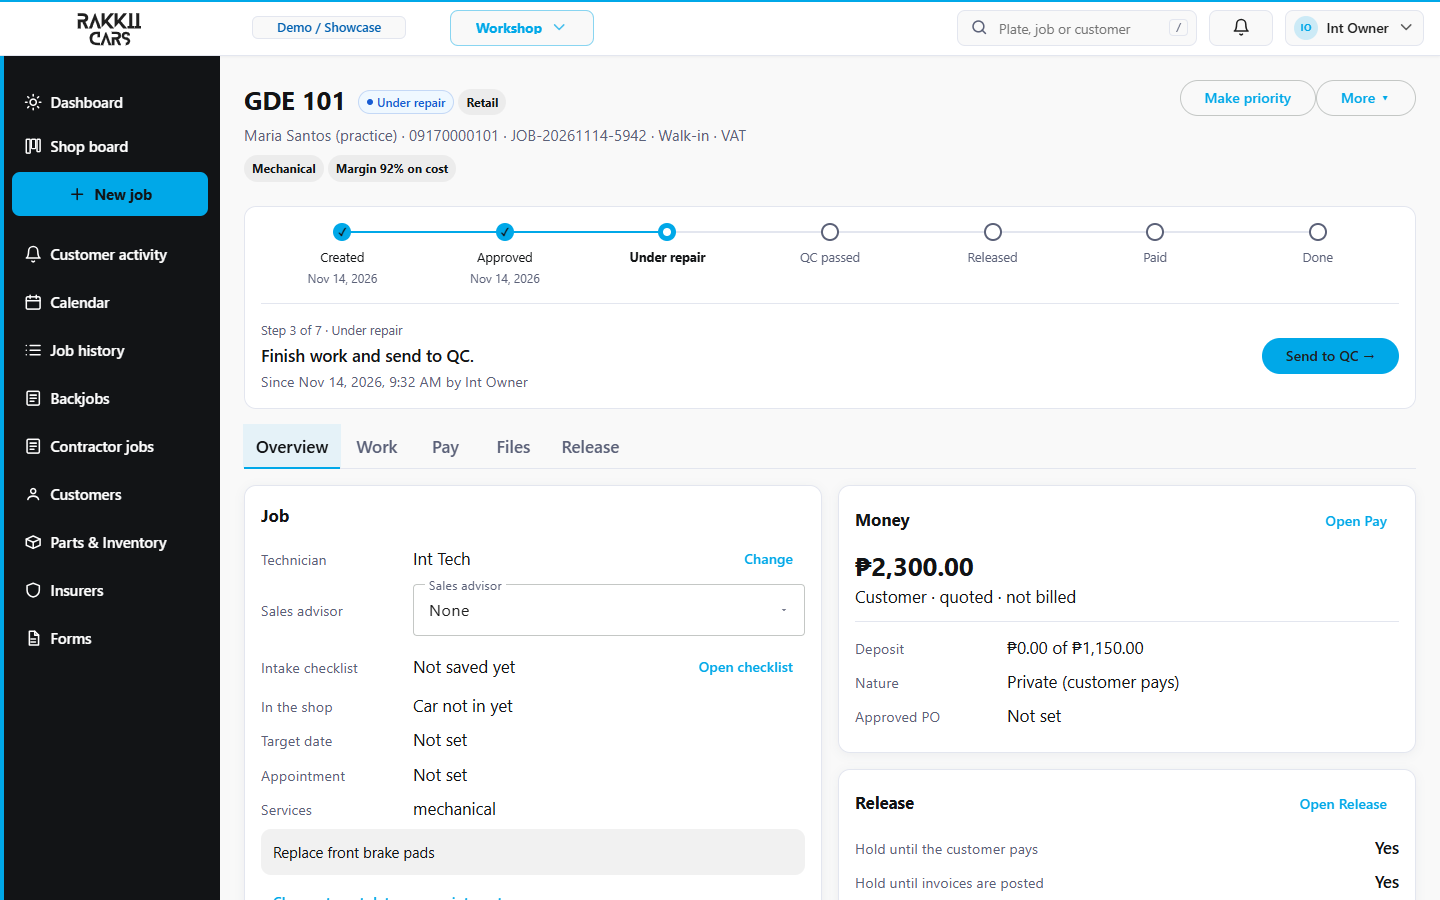 RAKKII
CARS
Demo / Showcase
Workshop
Plate, job or customer
/
IO
Int Owner
Dashboard
Shop board
+ New job
Customer activity
Calendar
Job history
Backjobs
Contractor jobs
Customers
Parts & Inventory
Insurers
Forms
GDE 101
Under repair
Retail
Make priority
More
Maria Santos (practice) · 09170000101 · JOB-20261114-5942 · Walk-in · VAT
Mechanical
Margin 92% on cost
Created
Nov 14, 2026
Approved
Nov 14, 2026
Under repair
QC passed
Released
Paid
Done
Step 3 of 7 · Under repair
Finish work and send to QC.
Since Nov 14, 2026, 9:32 AM by Int Owner
Send to QC →
Overview
Work
Pay
Files
Release
Job
Technician
Int Tech
Change
Sales advisor
Sales advisor
None
Intake checklist
Not saved yet
Open checklist
In the shop
Car not in yet
Target date
Not set
Appointment
Not set
Services
mechanical
Replace front brake pads
Money
Open Pay
₱2,300.00
Customer · quoted · not billed
Deposit
₱0.00 of ₱1,150.00
Nature
Private (customer pays)
Approved PO
Not set
Release
Open Release
Hold until the customer pays
Yes
Hold until invoices are posted
Yes